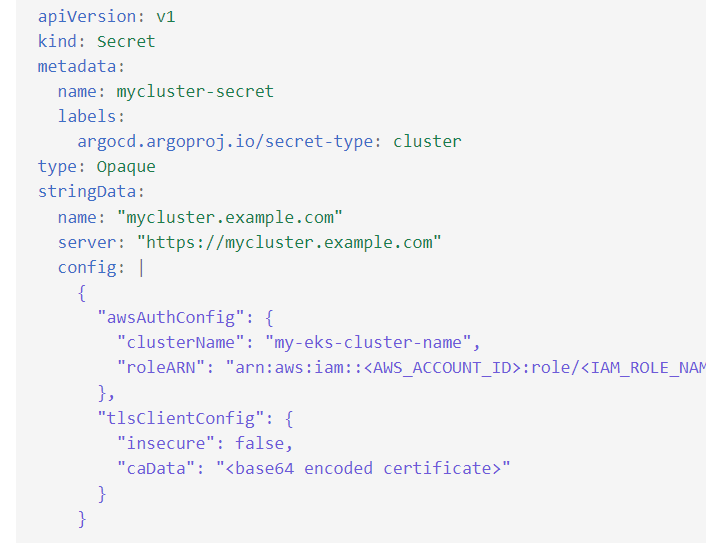 apiVersion: v1
kind: Secret
metadata:
  name: mycluster-secret
  labels:
    argocd.argoproj.io/secret-type: cluster
type: Opaque
stringData:
  name: "mycluster.example.com"
  server: "https://mycluster.example.com"
  config: |
    {
      "awsAuthConfig": {
        "clusterName": "my-eks-cluster-name",
        "roleARN": "arn:aws:iam::<AWS_ACCOUNT_ID>:role/<IAM_ROLE_NAM
      },
      "tlsClientConfig": {
        "insecure": false,
        "caData": "<base64 encoded certificate>"
      }
    }